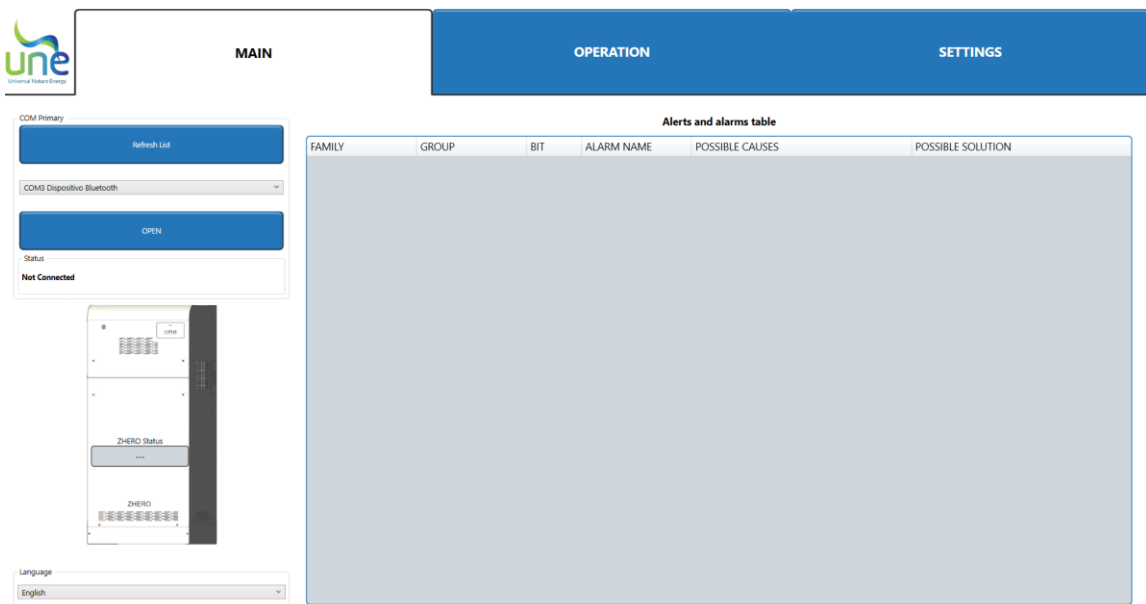 une
Universal Nature Energy
MAIN
OPERATION
SETTINGS
COM Primary
Refresh List
COM3 Dispositivo Bluetooth
OPEN
Status
Not Connected
une
ZHERO Status
----
ZHERO
Language
English
Alerts and alarms table
FAMILY GROUP BIT ALARM NAME POSSIBLE CAUSES POSSIBLE SOLUTION